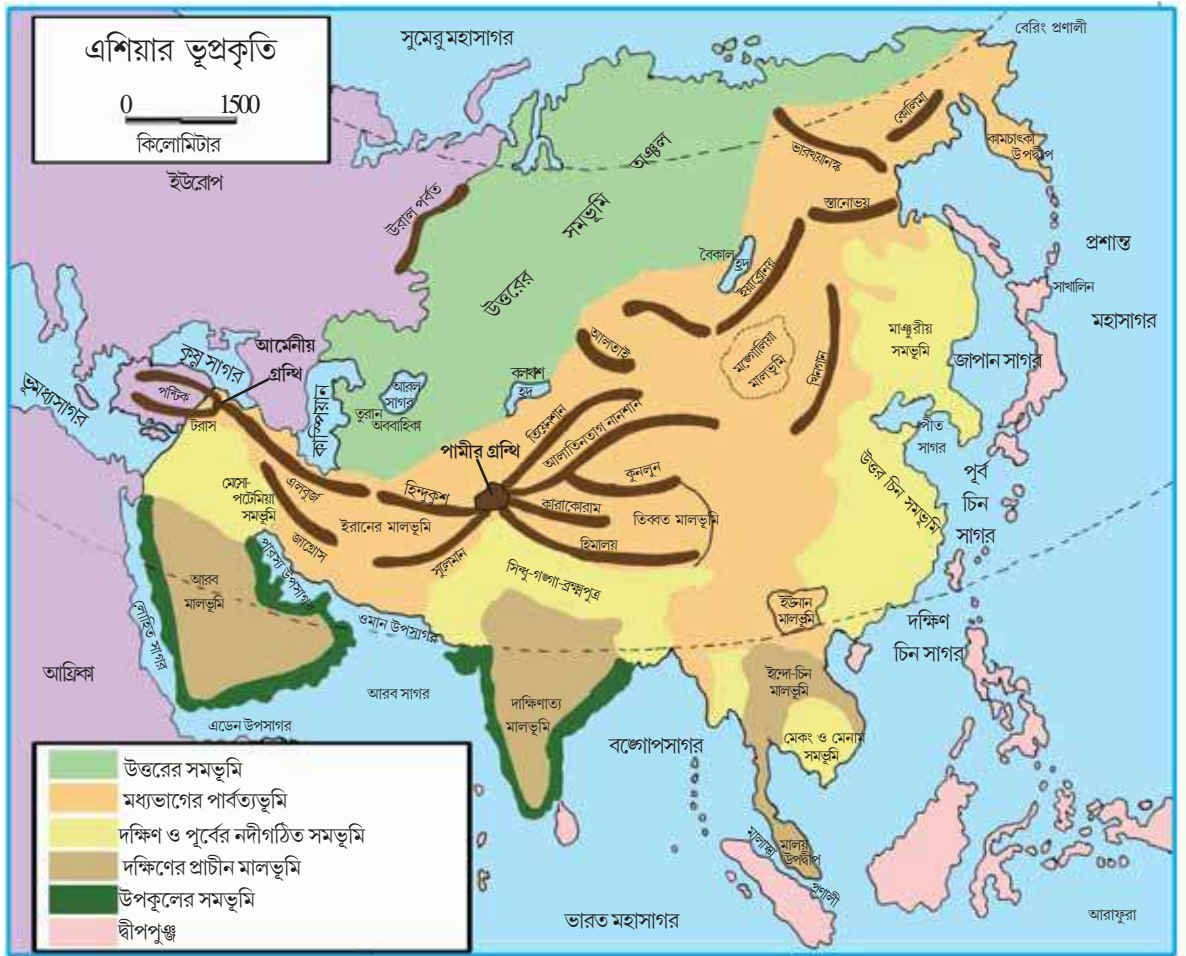 এশিয়ার ভূপ্রকৃতি
0 1500
কিলোমিটার
সুমেরু মহাসাগর
বেরিং প্রণালী
ইউরোপ
উরাল পর্বত
উত্তরের সমভূমি অঞ্চল
ভারখয়ানস্ক
কোলিমা
কামচাৎকা
উপদ্বীপ
স্তানোভয়
প্রশান্ত
মহাসাগর
বৈকাল
হ্রদ
ইয়াব্লোনয়
সাখালিন
মাঞ্চুরীয়
সমভূমি
জাপান সাগর
মঙ্গোলিয়া
মালভূমি
খিনগান
আলতাই
বলখাশ
হ্রদ
কৃষ্ণ সাগর
আর্মেনীয়
গ্রন্থি
ভূমধ্যসাগর
পন্টিক
টরাস
কাস্পিয়ান
আরল
সাগর
তুরান
অববাহিকা
তিয়েনশান
আলতিনতাগ নানশান
পামীর গ্রন্থি
পীত
সাগর
পূর্ব
চিন
সাগর
উত্তর চিন সমভূমি
কুনলুন
কারাকোরাম
তিব্বত মালভূমি
হিমালয়
হিন্দুকুশ
এলবুর্জ
মেসো-
পটেমিয়া
সমভূমি
ইরানের মালভূমি
জাগ্রোস
সুলেমান
সিন্ধু-গঙ্গা-ব্রহ্মপুত্র
পারস্য উপসাগর
আরব
মালভূমি
লোহিত সাগর
ওমান উপসাগর
ইউনান
মালভূমি
দক্ষিণ
চিন সাগর
আফ্রিকা
আরব সাগর
এডেন উপসাগর
দাক্ষিণাত্য
মালভূমি
ইন্দো-চিন
মালভূমি
মেকং ও মেনাম
সমভূমি
বঙ্গোপসাগর
মালয়
উপদ্বীপ
মালাক্কা প্রণালী
ভারত মহাসাগর
আরাফুরা
উত্তরের সমভূমি
মধ্যভাগের পার্বত্যভূমি
দক্ষিণ ও পূর্বের নদীগঠিত সমভূমি
দক্ষিণের প্রাচীন মালভূমি
উপকূলের সমভূমি
দ্বীপপুঞ্জ